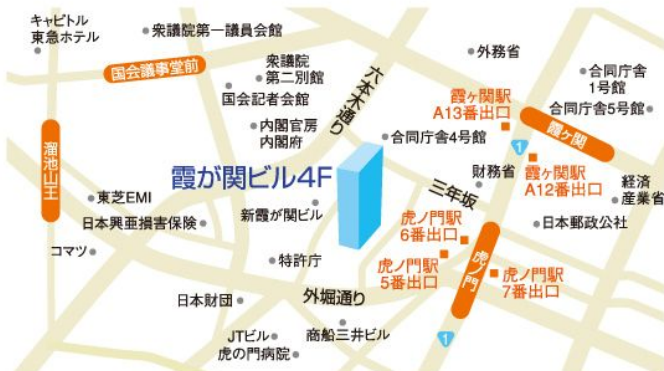 キャピトル
東急ホテル
衆議院第一議員会館
国会議事堂前
衆議院
第二別館
国会記者会館
内閣官房
内閣府
六本木通り
外務省
合同庁舎
1号館
合同庁舎5号館
霞ヶ関駅
A13番出口
霞ヶ関
合同庁舎4号館
1
溜池山王
霞が関ビル4F
財務省
霞ヶ関駅
A12番出口
経済
産業省
三年坂
東芝EMI
新霞が関ビル
日本興亜損害保険
虎ノ門駅
6番出口
日本郵政公社
コマツ
特許庁
虎ノ門駅
5番出口
虎ノ門
虎ノ門駅
7番出口
日本財団
外堀通り
JTビル
虎の門病院
商船三井ビル
1